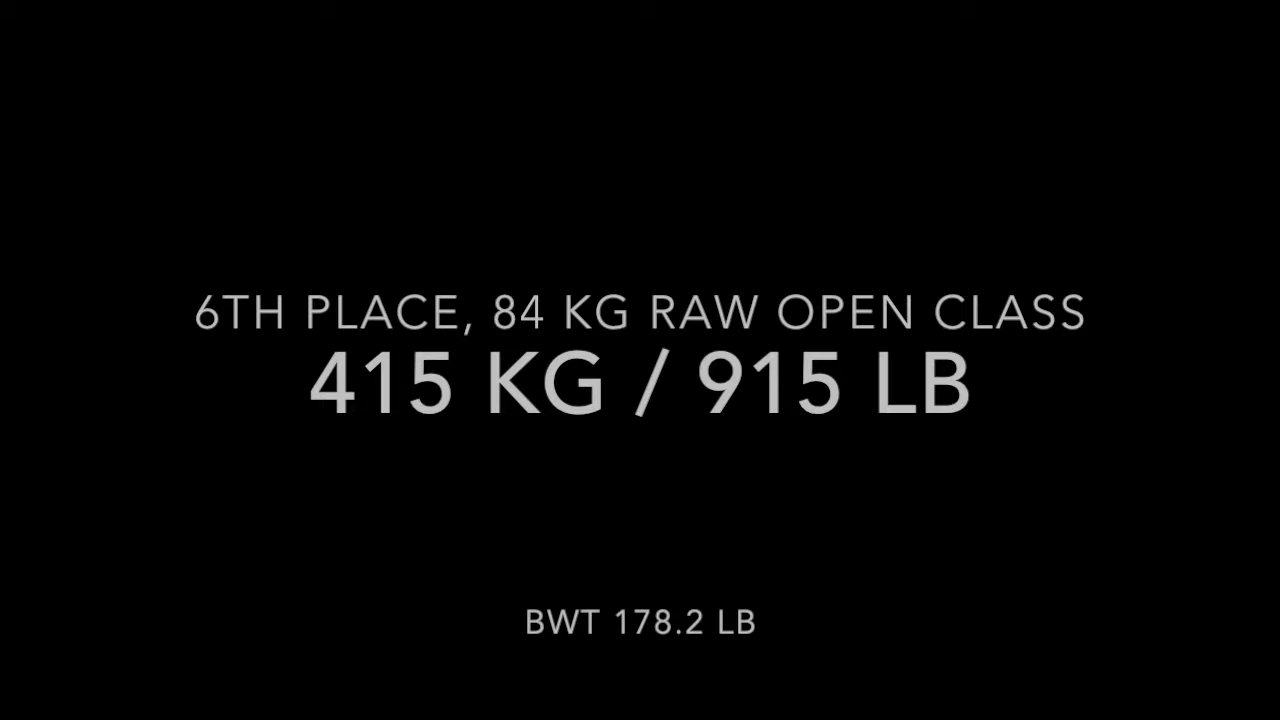 6TH PLACE, 84 KG RAW OPEN CLASS
415 KG / 915 LB
BWT 178.2 LB